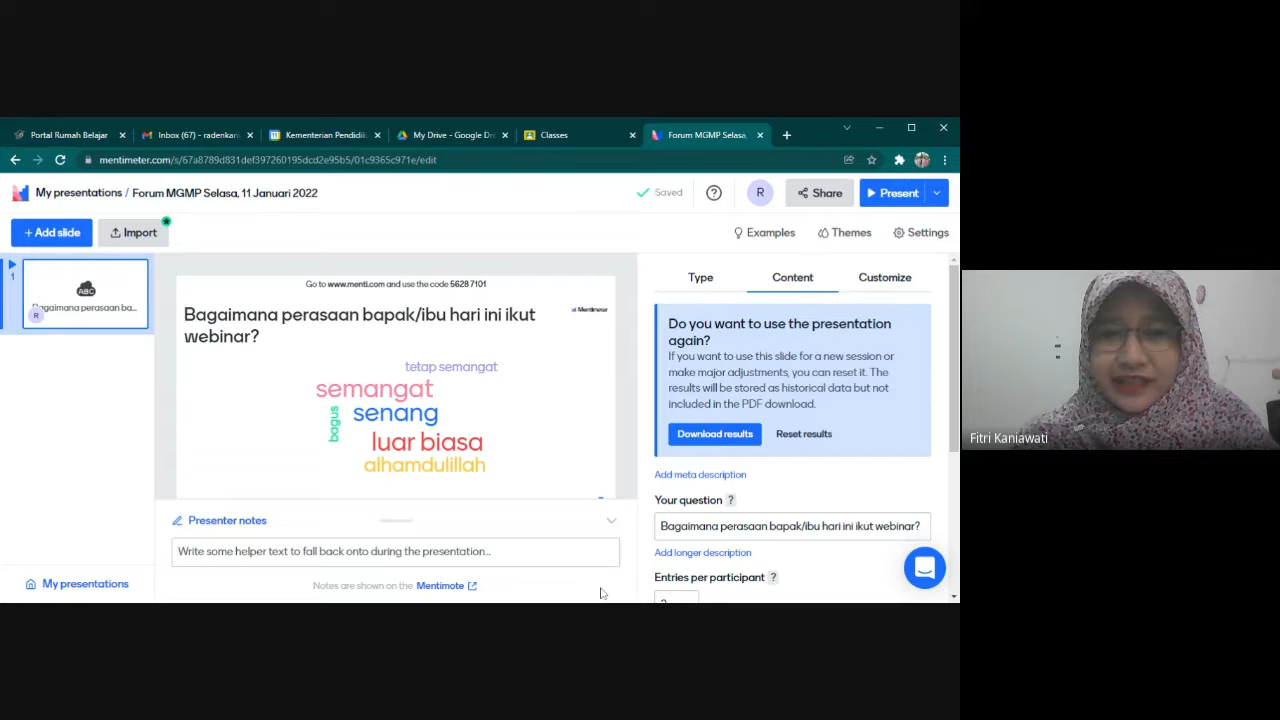 Portal Rumah Belajar
Inbox (67) - radenkar
Kementerian Pendidik
My Drive - Google Dr
Classes
Forum MGMP Selasa,
mentimeter.com/s/67a8789d831def397260195dcd2e95b5/01c9365c971e/edit
My presentations / Forum MGMP Selasa, 11 Januari 2022
Saved
R
Share
Present
+ Add slide
Import
Examples
Themes
Settings
1
ABC
Bagaimana perasaan ba...
R
Go to www.menti.com and use the code 5628 7101
Bagaimana perasaan bapak/ibu hari ini ikut
webinar?
Mentimeter
tetap semangat
semangat
bagus
senang
luar biasa
alhamdulillah
Presenter notes
Write some helper text to fall back onto during the presentation...
Notes are shown on the Mentimote
My presentations
Type
Content
Customize
Do you want to use the presentation
again?
If you want to use this slide for a new session or
make major adjustments, you can reset it. The
results will be stored as historical data but not
included in the PDF download.
Download results
Reset results
Add meta description
Your question ?
Bagaimana perasaan bapak/ibu hari ini ikut webinar?
Add longer description
Entries per participant ?
Fitri Kaniawati